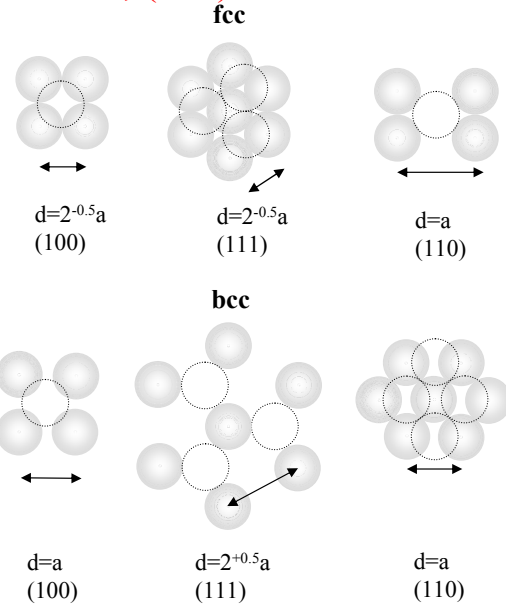 fcc
d=2^-0.5a
(100)
d=2^-0.5a
(111)
d=a
(110)
bcc
d=a
(100)
d=2^+0.5a
(111)
d=a
(110)